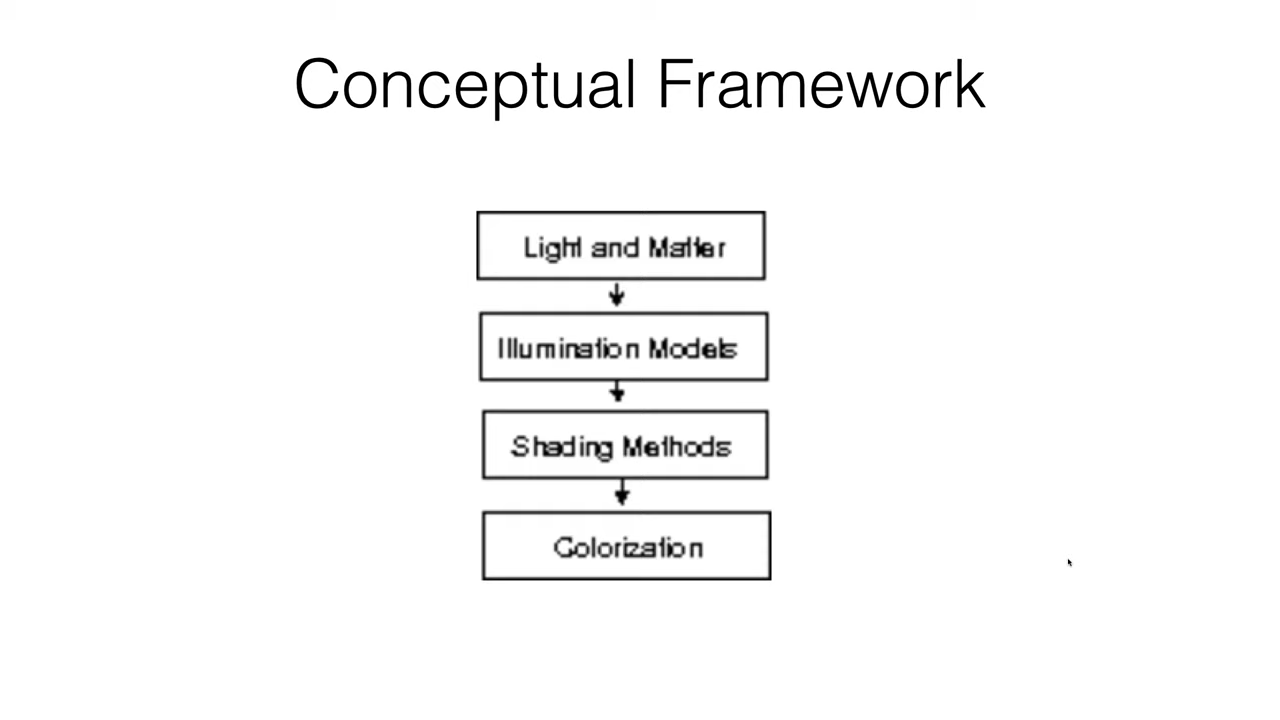 Conceptual Framework
Light and Matter
Illumination Models
Shading Methods
Colorization